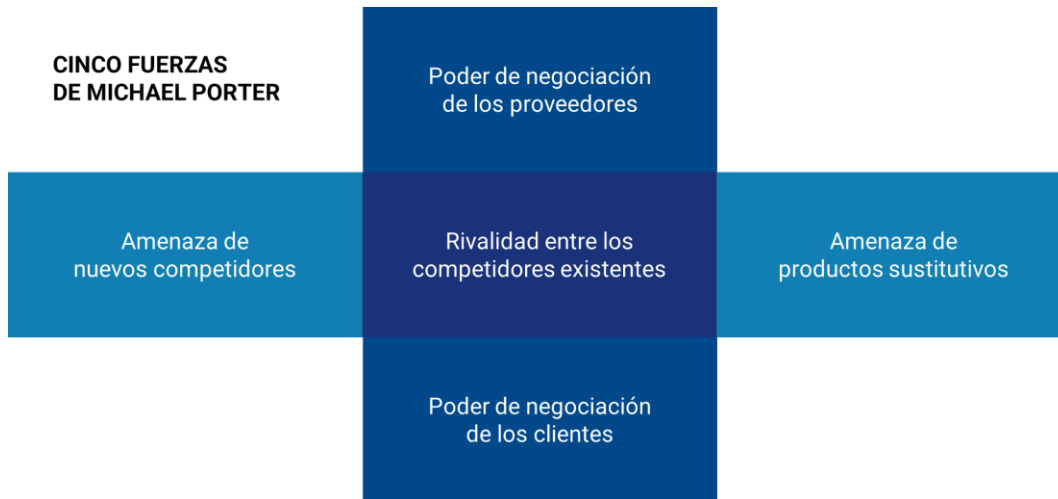 CINCO FUERZAS
DE MICHAEL PORTER
Poder de negociación
de los proveedores
Amenaza de
nuevos competidores
Rivalidad entre los
competidores existentes
Amenaza de
productos sustitutivos
Poder de negociación
de los clientes